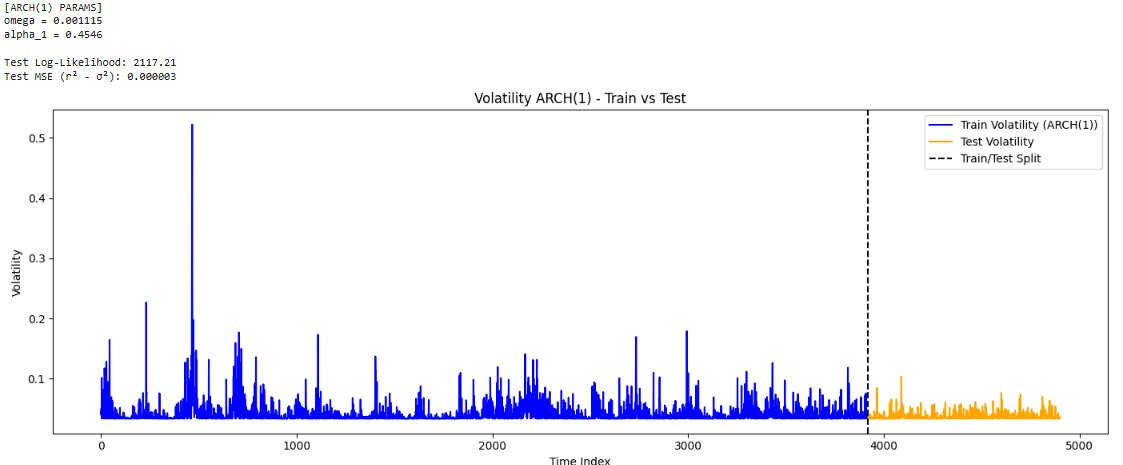 [ARCH(1) PARAMS]
omega = 0.001115
alpha_1 = 0.4546
Test Log-Likelihood: 2117.21
Test MSE (r² - σ²): 0.000003
Volatility ARCH(1) - Train vs Test
Train Volatility (ARCH(1))
Test Volatility
Train/Test Split
Volatility
0.5
0.4
0.3
0.2
0.1
0 1000 2000 3000 4000 5000
Time Index